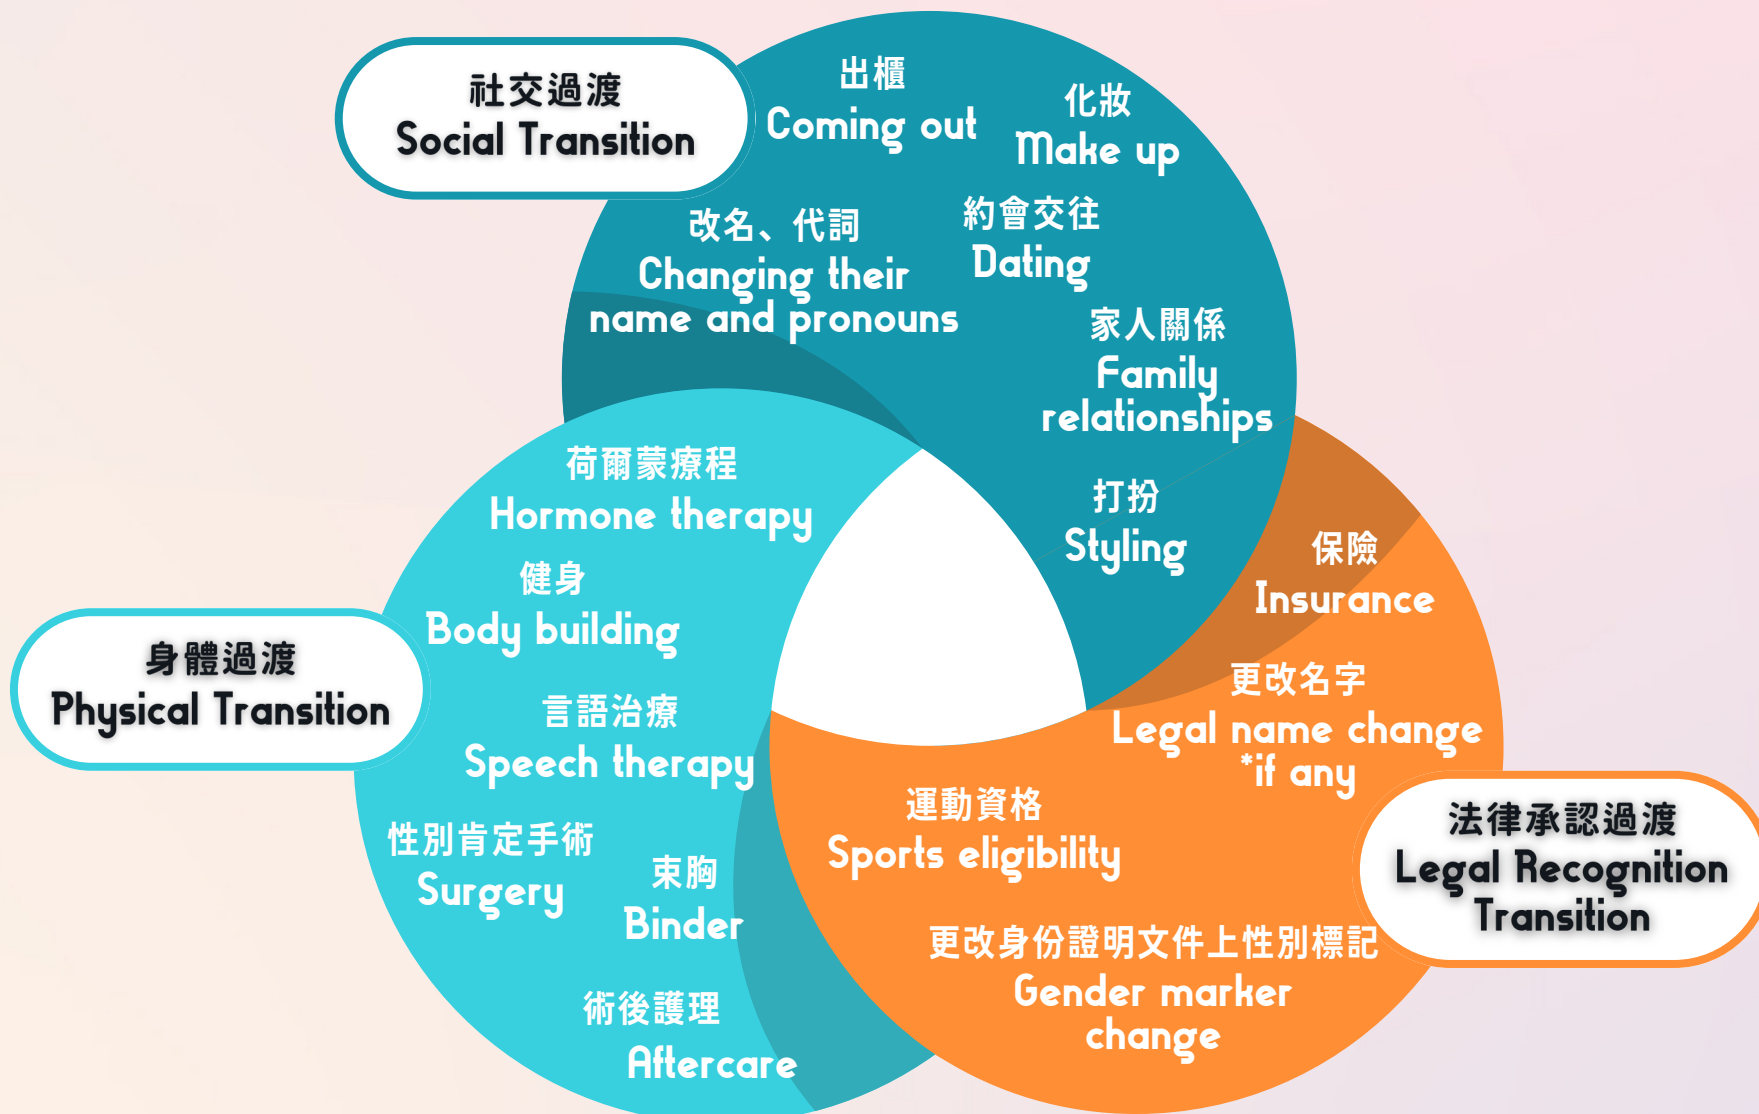 社交過渡
Social Transition
出櫃
Coming out
化妝
Make up
改名、代詞
Changing their
name and pronouns
約會交往
Dating
家人關係
Family
relationships
打扮
Styling
身體過渡
Physical Transition
荷爾蒙療程
Hormone therapy
健身
Body building
言語治療
Speech therapy
性別肯定手術
Surgery
束胸
Binder
術後護理
Aftercare
法律承認過渡
Legal Recognition
Transition
保險
Insurance
更改名字
Legal name change
*if any
運動資格
Sports eligibility
更改身份證明文件上性別標記
Gender marker
change